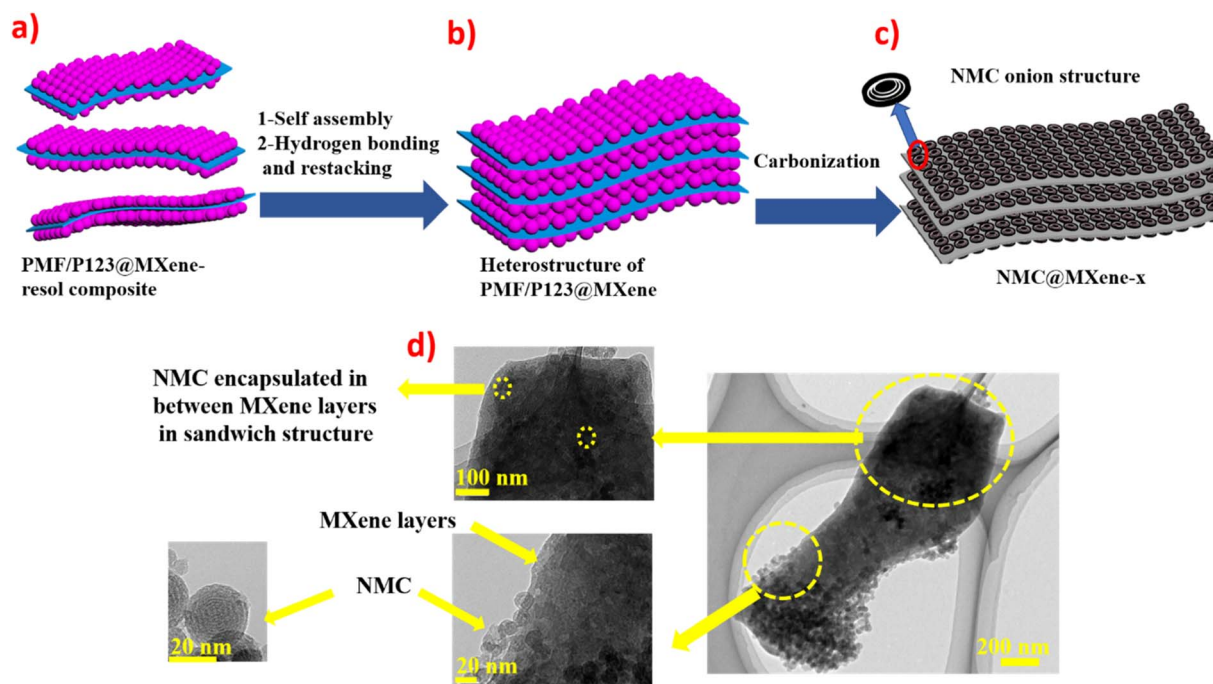 a)
b)
c)
NMC onion structure
1-Self assembly
2-Hydrogen bonding
and restacking
Carbonization
PMF/P123@MXene-
resol composite
Heterostructure of
PMF/P123@MXene
NMC@MXene-x
d)
NMC encapsulated in
between MXene layers
in sandwich structure
100 nm
MXene layers
NMC
20 nm
20 nm
200 nm